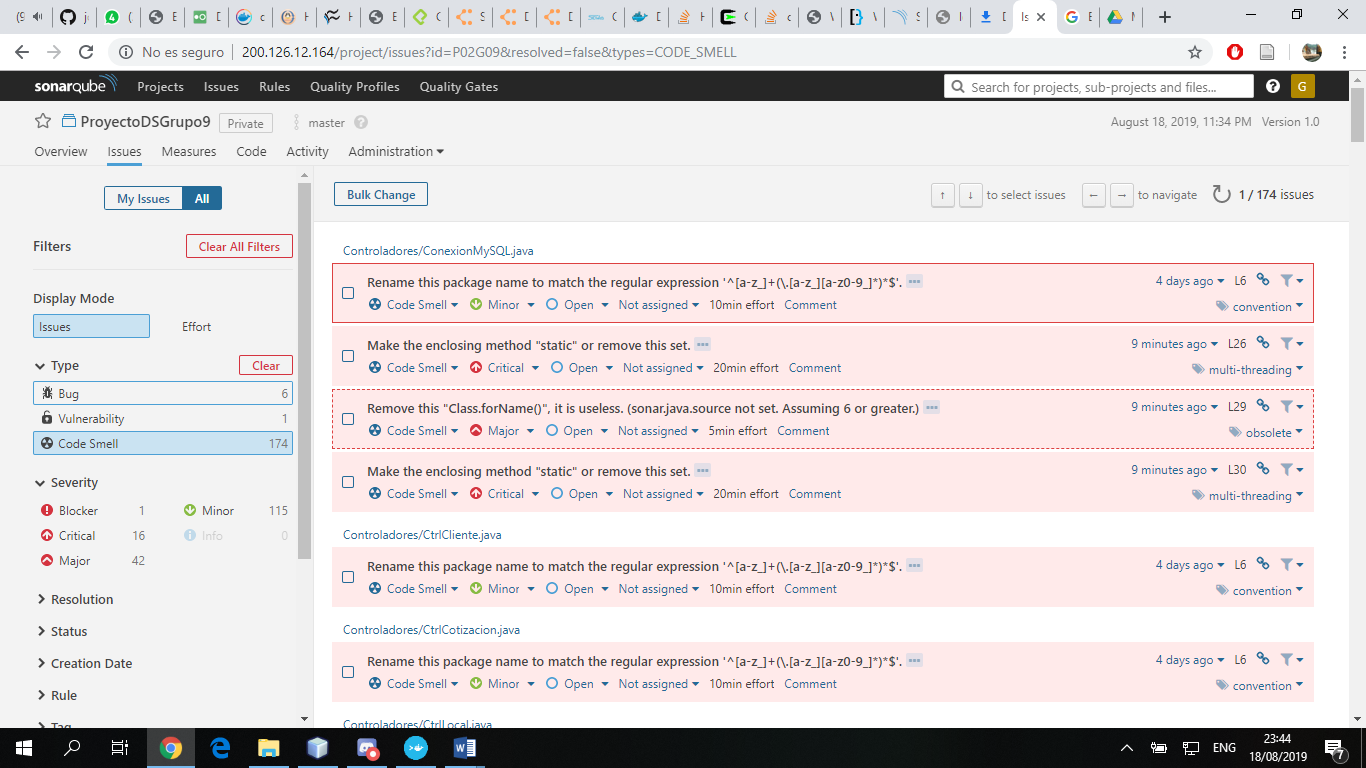 No es seguro 200.126.12.164/project/issues?id=P02G09&resolved=false&types=CODE_SMELL
sonarqube Projects Issues Rules Quality Profiles Quality Gates Search for projects, sub-projects and files... ? G
ProyectoDSGrupo9 Private master ? August 18, 2019, 11:34 PM Version 1.0
Overview Issues Measures Code Activity Administration
My Issues All
Filters Clear All Filters
Display Mode
Issues Effort
Type Clear
Bug 6
Vulnerability 1
Code Smell 174
Severity
Blocker 1 Minor 115
Critical 16 Info 0
Major 42
Resolution
Status
Creation Date
Rule
Tag
Bulk Change ↑ ↓ to select issues ← → to navigate 1 / 174 issues
Controladores/ConexionMySQL.java
Rename this package name to match the regular expression '^[a-z_]+(\.[a-z_][a-z0-9_]*)*$'. ... 4 days ago L6
Code Smell Minor Open Not assigned 10min effort Comment convention
Make the enclosing method "static" or remove this set. ... 9 minutes ago L26
Code Smell Critical Open Not assigned 20min effort Comment multi-threading
Remove this "Class.forName()", it is useless. (sonar.java.source not set. Assuming 6 or greater.) ... 9 minutes ago L29
Code Smell Major Open Not assigned 5min effort Comment obsolete
Make the enclosing method "static" or remove this set. ... 9 minutes ago L30
Code Smell Critical Open Not assigned 20min effort Comment multi-threading
Controladores/CtrlCliente.java
Rename this package name to match the regular expression '^[a-z_]+(\.[a-z_][a-z0-9_]*)*$'. ... 4 days ago L6
Code Smell Minor Open Not assigned 10min effort Comment convention
Controladores/CtrlCotizacion.java
Rename this package name to match the regular expression '^[a-z_]+(\.[a-z_][a-z0-9_]*)*$'. ... 4 days ago L6
Code Smell Minor Open Not assigned 10min effort Comment convention
Controladores/CtrlLocal.java
ENG 23:44
18/08/2019 7